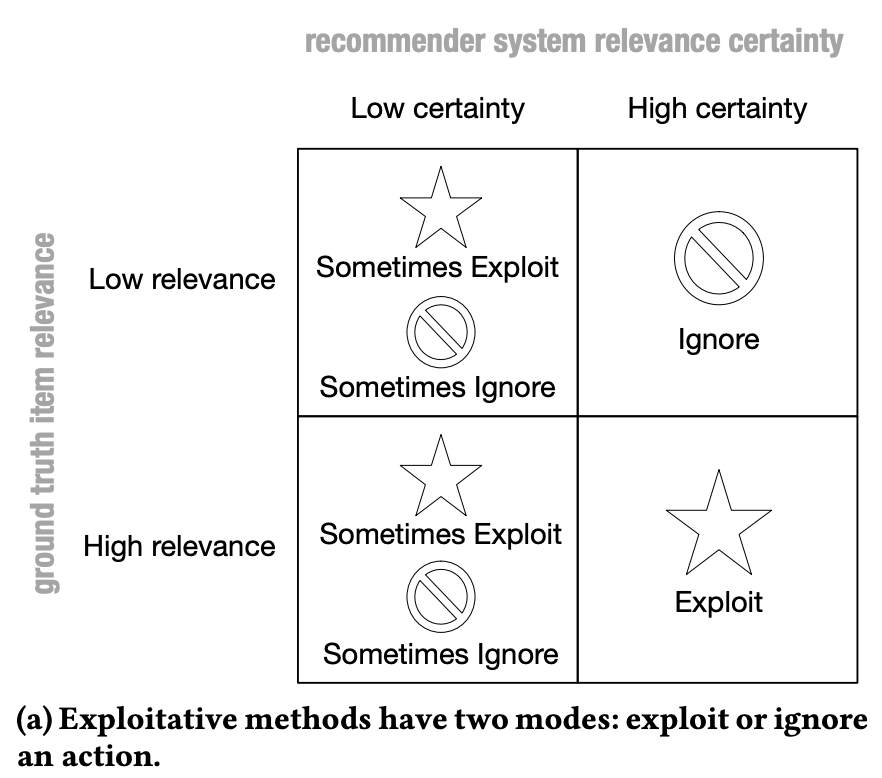 recommender system relevance certainty
Low certainty
High certainty
ground truth item relevance
Low relevance
Sometimes Exploit
Sometimes Ignore
Ignore
High relevance
Sometimes Exploit
Sometimes Ignore
Exploit
(a) Exploitative methods have two modes: exploit or ignore
an action.